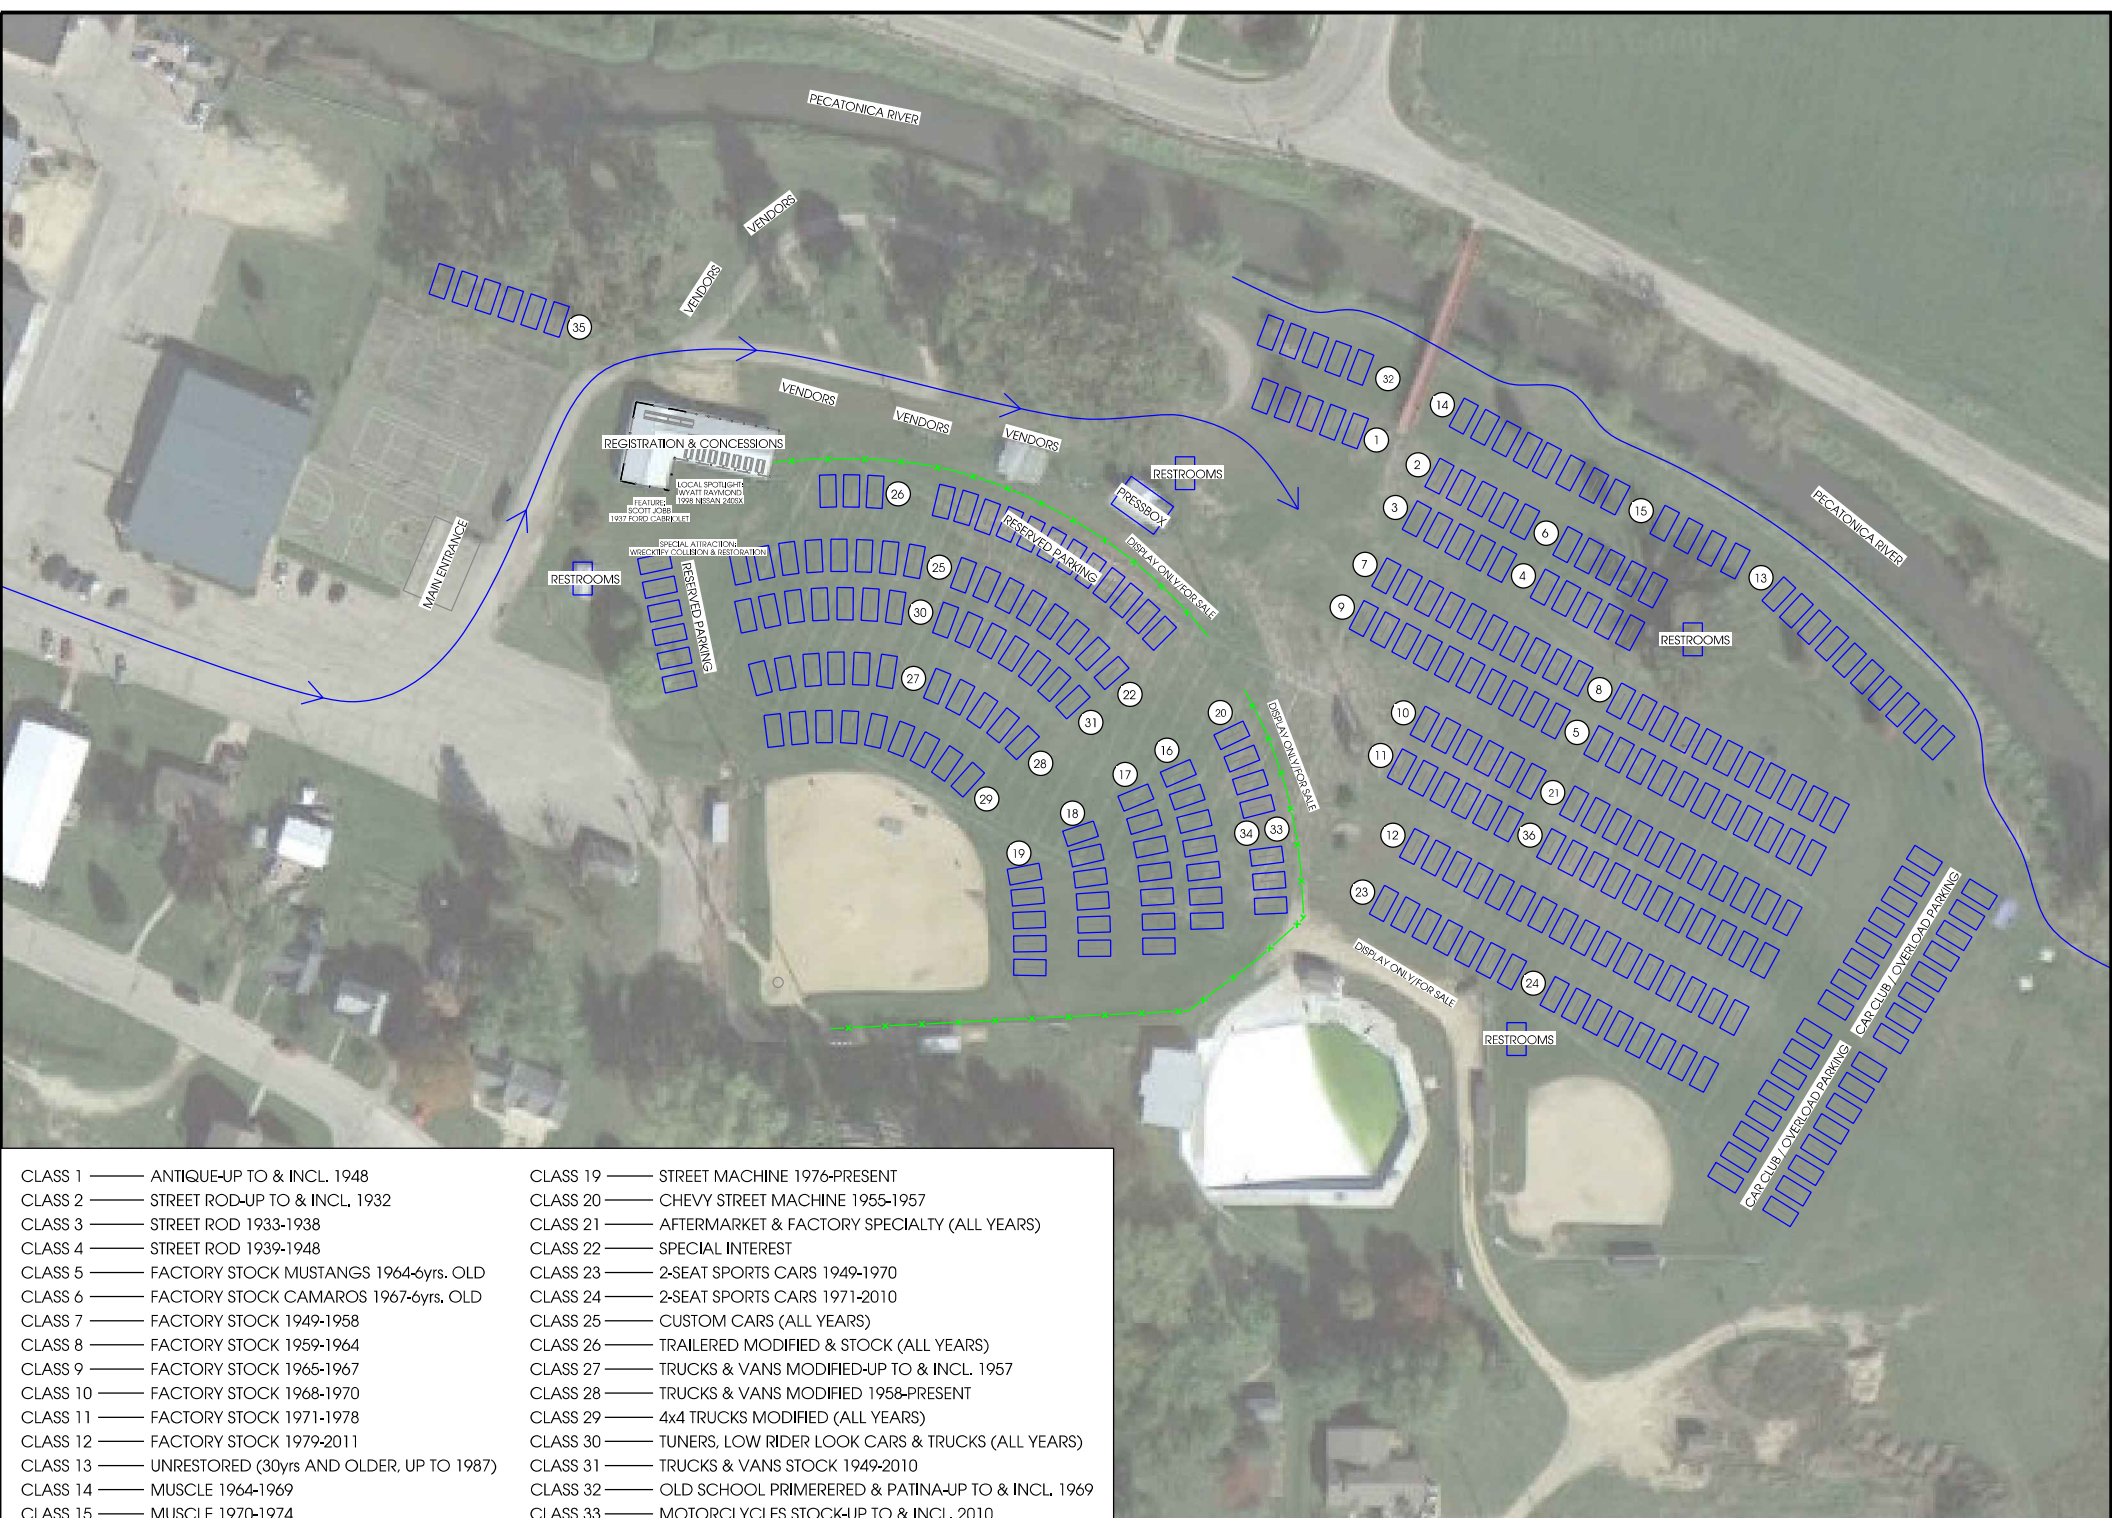 PECATONICA RIVER
VENDORS
VENDORS
35
32
14
VENDORS
VENDORS
VENDORS
1
REGISTRATION & CONCESSIONS
2
RESTROOMS
LOCAL SPOTLIGHT:
WYATT RAYMOND
1998 NISSAN 240SX
FEATURE:
SCOTT JOBB
1937 FORD CABRIOLET
26
PRESSBOX
3
15
PECATONICA RIVER
RESERVED PARKING
6
SPECIAL ATTRACTION:
WRECKTIFY COLLISION & RESTORATION
MAIN ENTRANCE
RESTROOMS
RESERVED PARKING
25
DISPLAY ONLY/FOR SALE
7
4
13
30
9
RESTROOMS
27
22
8
31
20
DISPLAY ONLY/FOR SALE
10
5
28
16
11
17
29
21
18
34
33
12
36
19
23
CAR CLUB / OVERLOAD PARKING
DISPLAY ONLY/FOR SALE
24
RESTROOMS
CAR CLUB / OVERLOAD PARKING
CLASS 1 ANTIQUE-UP TO & INCL. 1948
CLASS 2 STREET ROD-UP TO & INCL. 1932
CLASS 3 STREET ROD 1933-1938
CLASS 4 STREET ROD 1939-1948
CLASS 5 FACTORY STOCK MUSTANGS 1964-6yrs. OLD
CLASS 6 FACTORY STOCK CAMAROS 1967-6yrs. OLD
CLASS 7 FACTORY STOCK 1949-1958
CLASS 8 FACTORY STOCK 1959-1964
CLASS 9 FACTORY STOCK 1965-1967
CLASS 10 FACTORY STOCK 1968-1970
CLASS 11 FACTORY STOCK 1971-1978
CLASS 12 FACTORY STOCK 1979-2011
CLASS 13 UNRESTORED (30yrs AND OLDER, UP TO 1987)
CLASS 14 MUSCLE 1964-1969
CLASS 15 MUSCLE 1970-1974
CLASS 19 STREET MACHINE 1976-PRESENT
CLASS 20 CHEVY STREET MACHINE 1955-1957
CLASS 21 AFTERMARKET & FACTORY SPECIALTY (ALL YEARS)
CLASS 22 SPECIAL INTEREST
CLASS 23 2-SEAT SPORTS CARS 1949-1970
CLASS 24 2-SEAT SPORTS CARS 1971-2010
CLASS 25 CUSTOM CARS (ALL YEARS)
CLASS 26 TRAILERED MODIFIED & STOCK (ALL YEARS)
CLASS 27 TRUCKS & VANS MODIFIED-UP TO & INCL. 1957
CLASS 28 TRUCKS & VANS MODIFIED 1958-PRESENT
CLASS 29 4x4 TRUCKS MODIFIED (ALL YEARS)
CLASS 30 TUNERS, LOW RIDER LOOK CARS & TRUCKS (ALL YEARS)
CLASS 31 TRUCKS & VANS STOCK 1949-2010
CLASS 32 OLD SCHOOL PRIMERERED & PATINA-UP TO & INCL. 1969
CLASS 33 MOTORCYCLES STOCK-UP TO & INCL. 2010